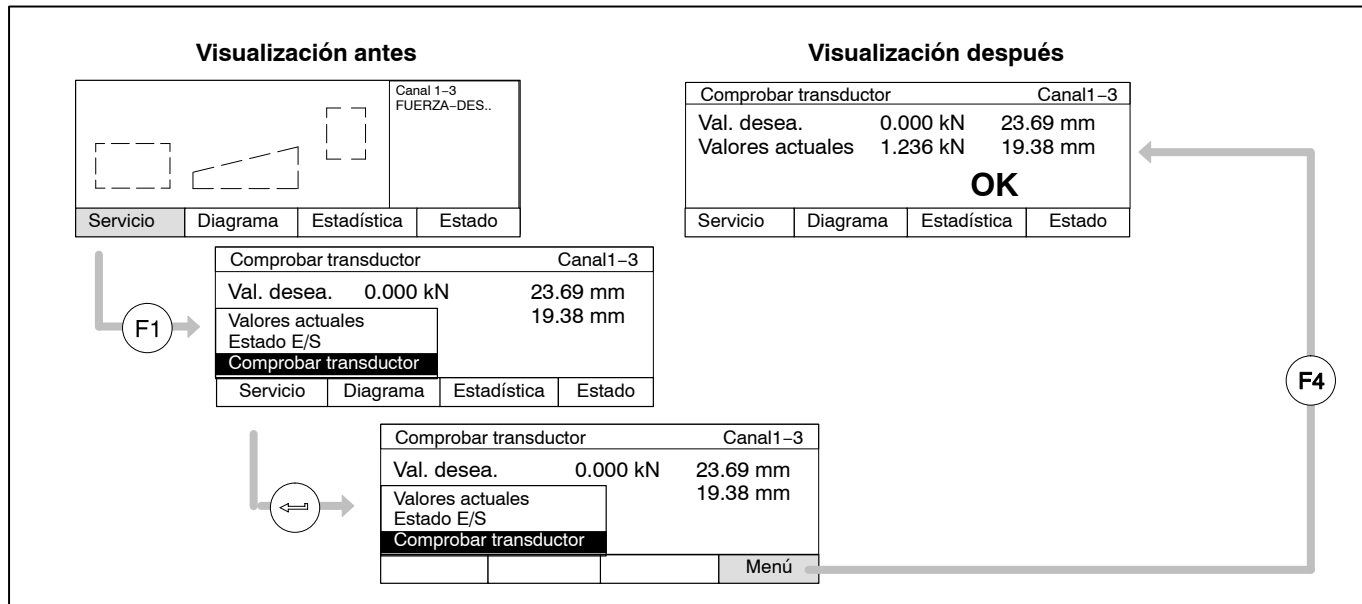 Visualización antes
Canal 1–3
FUERZA–DES..
Servicio Diagrama Estadística Estado
F1
Comprobar transductor Canal1–3
Val. desea. 0.000 kN 23.69 mm
19.38 mm
Valores actuales
Estado E/S
Comprobar transductor
Servicio Diagrama Estadística Estado
Comprobar transductor Canal1–3
Val. desea. 0.000 kN 23.69 mm
19.38 mm
Valores actuales
Estado E/S
Comprobar transductor
Menú
Visualización después
Comprobar transductor Canal1–3
Val. desea. 0.000 kN 23.69 mm
Valores actuales 1.236 kN 19.38 mm
OK
Servicio Diagrama Estadística Estado
F4